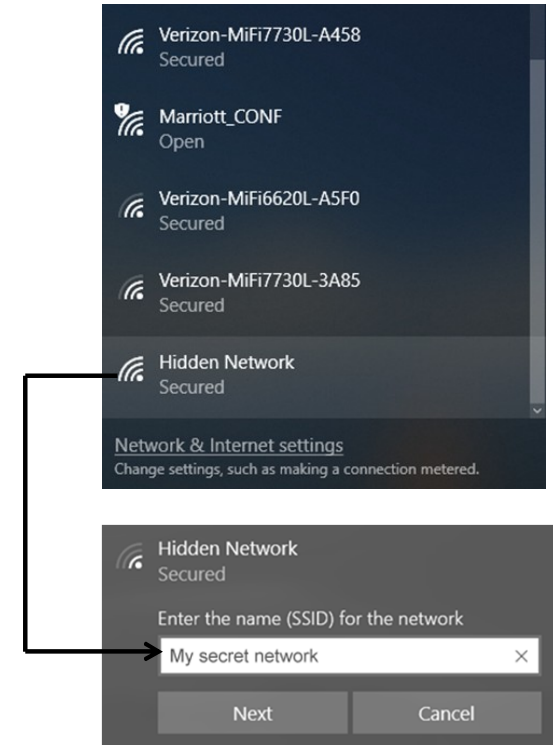 Verizon-MiFi7730L-A458
Secured
Marriott_CONF
Open
Verizon-MiFi6620L-A5F0
Secured
Verizon-MiFi7730L-3A85
Secured
Hidden Network
Secured
Network & Internet settings
Change settings, such as making a connection metered.
Hidden Network
Secured
Enter the name (SSID) for the network
My secret network
Next Cancel